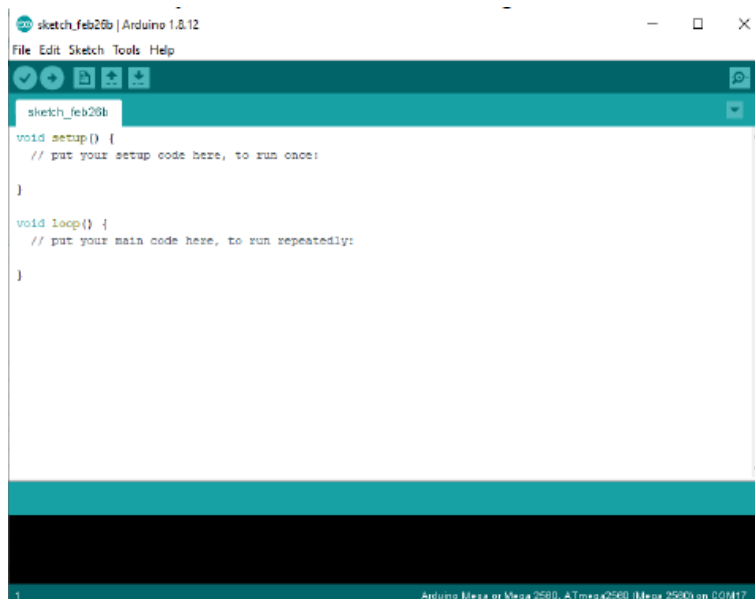 sketch_feb26b | Arduino 1.8.12
File Edit Sketch Tools Help
sketch_feb26b
void setup() {
// put your setup code here, to run once:
}
void loop() {
// put your main code here, to run repeatedly:
}
1
Arduino Mega or Mega 2560, ATmega2560 (Mega 2560) on COM17